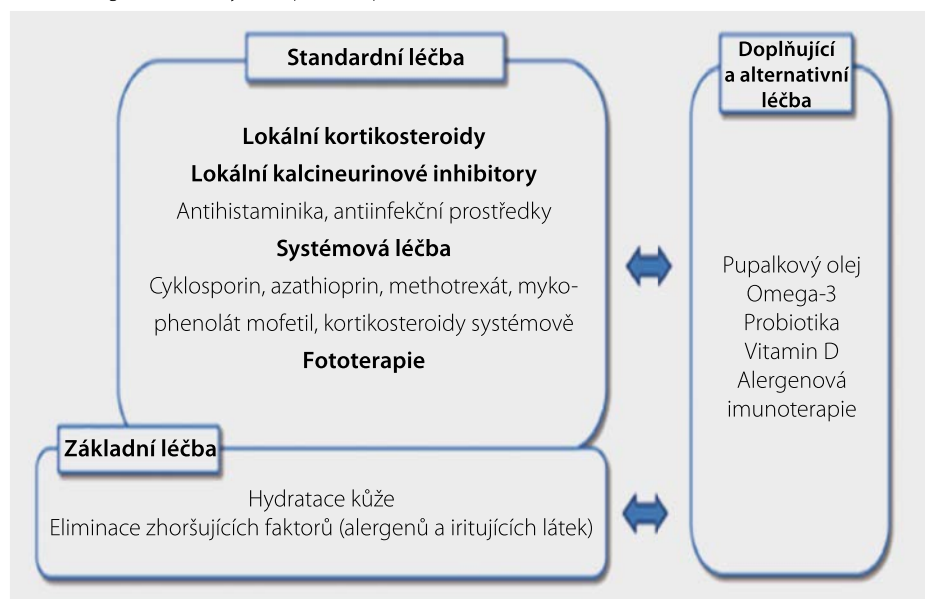 Standardní léčba
Lokální kortikosteroidy
Lokální kalcineurinové inhibitory
Antihistaminika, antiinfekční prostředky
Systémová léčba
Cyklosporin, azathioprin, methotrexát, myko-
phenolát mofetil, kortikosteroidy systémově
Fototerapie
Základní léčba
Hydratace kůže
Eliminace zhoršujících faktorů (alergenů a iritujících látek)
Doplňující
a alternativní
léčba
Pupalkový olej
Omega-3
Probiotika
Vitamin D
Alergenová
imunoterapie